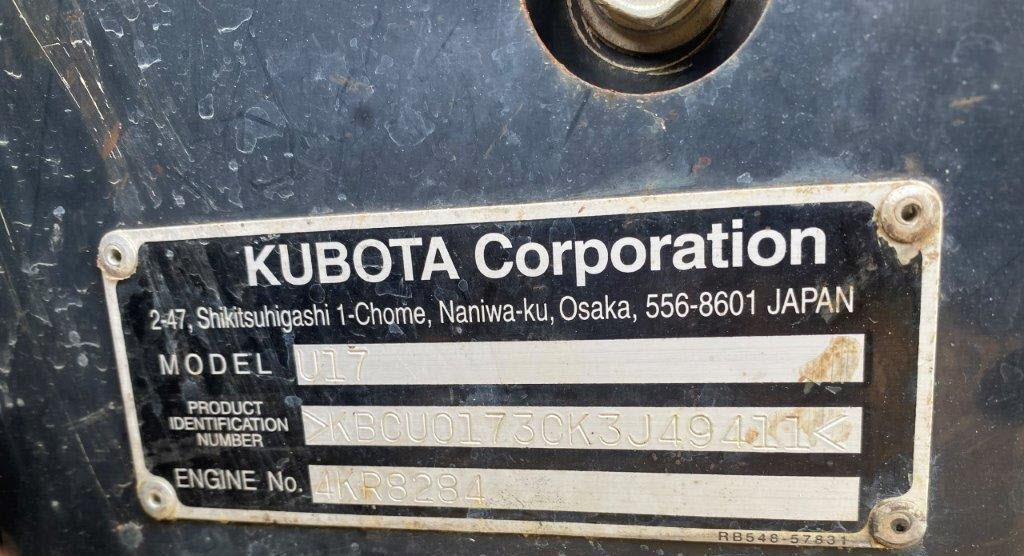 KUBOTA Corporation
2-47, Shikitsuhigashi 1-Chome, Naniwa-ku, Osaka, 556-8601 JAPAN
MODEL U17
PRODUCT
IDENTIFICATION
NUMBER >KBCU0173CK3J49411<
ENGINE No. 4KR8284
RB548-57831